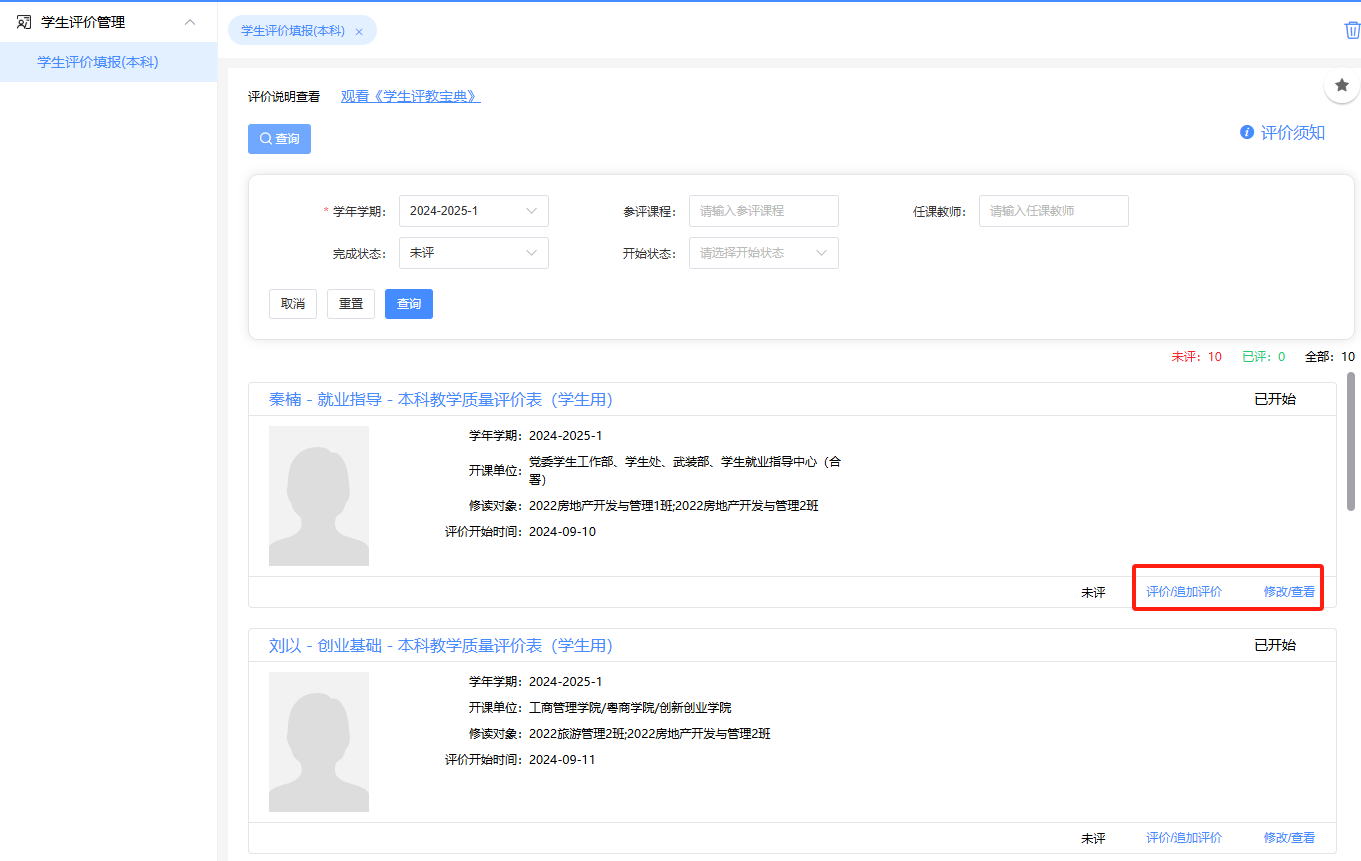 学生评价管理
学生评价填报(本科) ×
学生评价填报(本科)
评价说明查看 观看《学生评教宝典》
查询
评价须知
* 学年学期: 2024-2025-1 参评课程: 请输入参评课程 任课教师: 请输入任课教师
完成状态: 未评 开始状态: 请选择开始状态
取消 重置 查询
未评: 10 已评: 0 全部: 10
秦楠 - 就业指导 - 本科教学质量评价表（学生用） 已开始
学年学期: 2024-2025-1
开课单位: 党委学生工作部、学生处、武装部、学生就业指导中心（合
署）
修读对象: 2022房地产开发与管理1班;2022房地产开发与管理2班
评价开始时间: 2024-09-10
未评 评价/追加评价 修改/查看
刘以 - 创业基础 - 本科教学质量评价表（学生用） 已开始
学年学期: 2024-2025-1
开课单位: 工商管理学院/粤商学院/创新创业学院
修读对象: 2022旅游管理2班;2022房地产开发与管理2班
评价开始时间: 2024-09-11
未评 评价/追加评价 修改/查看